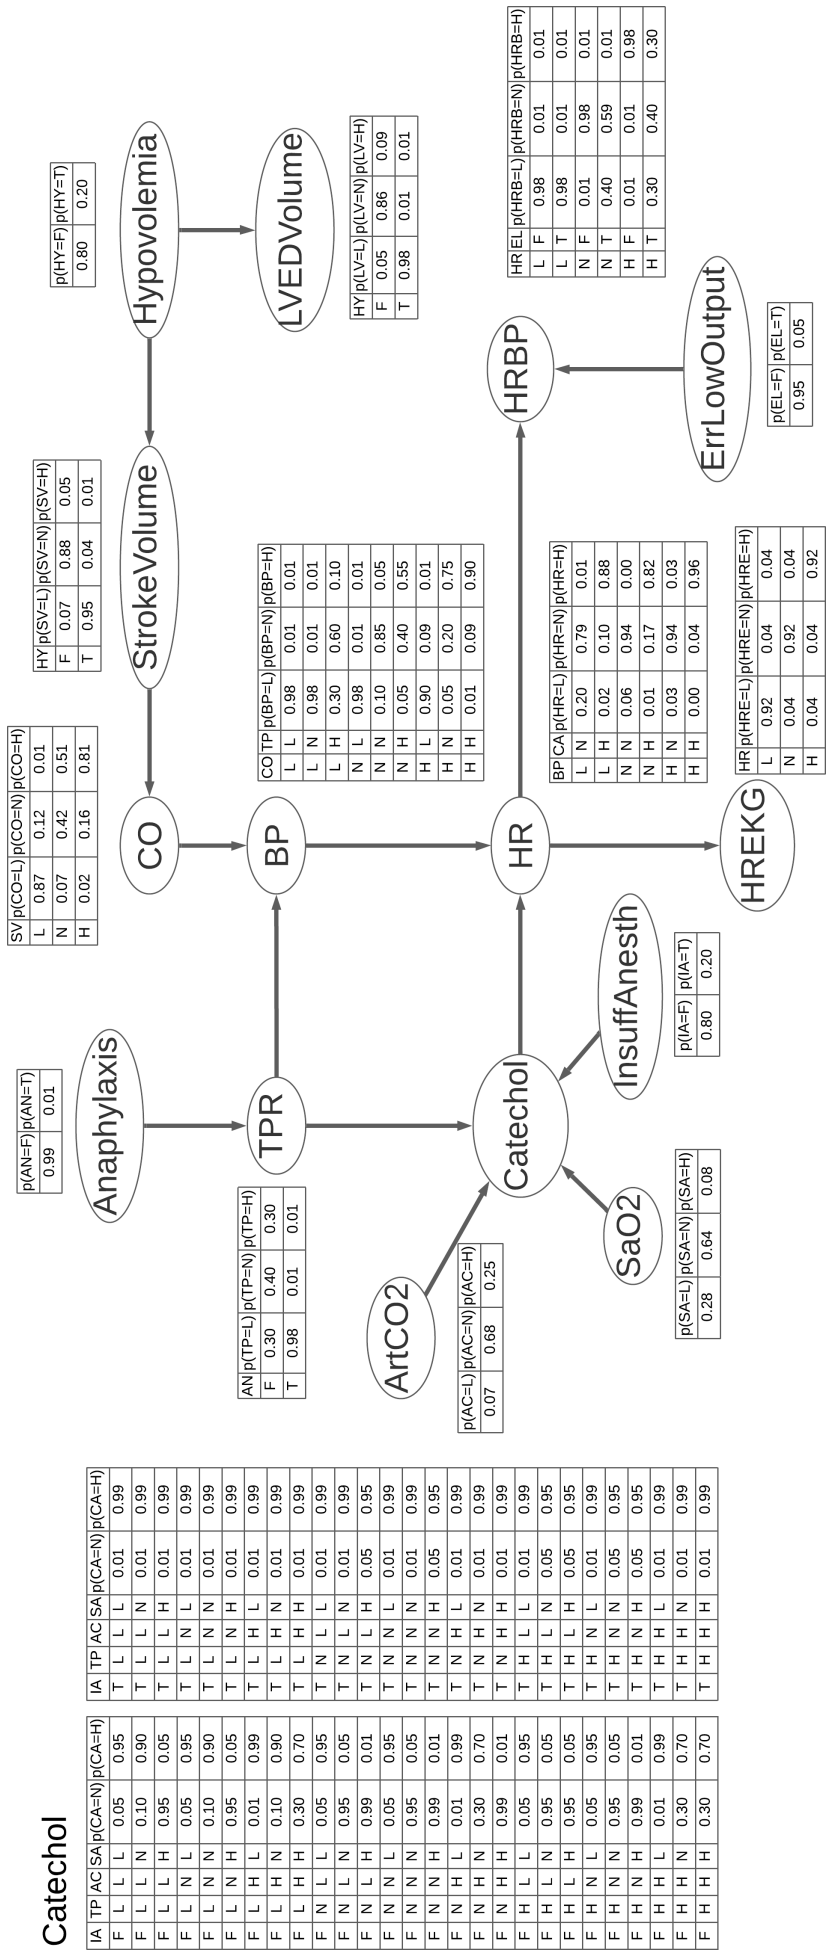 Catechol
IA TP AC SA p(CA=N) p(CA=H)
F L L L 0.05 0.95
F L L N 0.10 0.90
F L L H 0.95 0.05
F L N L 0.05 0.95
F L N N 0.10 0.90
F L N H 0.95 0.05
F L H L 0.01 0.99
F L H N 0.10 0.90
F L H H 0.30 0.70
F N L L 0.05 0.95
F N L N 0.95 0.05
F N L H 0.99 0.01
F N N L 0.05 0.95
F N N N 0.95 0.05
F N N H 0.99 0.01
F N H L 0.01 0.99
F N H N 0.30 0.70
F N H H 0.99 0.01
F H L L 0.05 0.95
F H L N 0.95 0.05
F H L H 0.95 0.05
F H N L 0.05 0.95
F H N N 0.95 0.05
F H N H 0.99 0.01
F H H L 0.01 0.99
F H H N 0.30 0.70
F H H H 0.30 0.70
IA TP AC SA p(CA=N) p(CA=H)
T L L L 0.01 0.99
T L L N 0.01 0.99
T L L H 0.01 0.99
T L N L 0.01 0.99
T L N N 0.01 0.99
T L N H 0.01 0.99
T L H L 0.01 0.99
T L H N 0.01 0.99
T L H H 0.01 0.99
T N L L 0.01 0.99
T N L N 0.01 0.99
T N L H 0.05 0.95
T N N L 0.01 0.99
T N N N 0.01 0.99
T N N H 0.05 0.95
T N H L 0.01 0.99
T N H N 0.01 0.99
T N H H 0.01 0.99
T H L L 0.01 0.99
T H L N 0.05 0.95
T H L H 0.05 0.95
T H N L 0.01 0.99
T H N N 0.05 0.95
T H N H 0.05 0.95
T H H L 0.01 0.99
T H H N 0.01 0.99
T H H H 0.01 0.99
p(AN=F) p(AN=T)
0.99 0.01
Anaphylaxis
AN p(TP=L) p(TP=N) p(TP=H)
F 0.30 0.40 0.30
T 0.98 0.01 0.01
TPR
ArtCO2
p(AC=L) p(AC=N) p(AC=H)
0.07 0.68 0.25
Catechol
SaO2
p(SA=L) p(SA=N) p(SA=H)
0.28 0.64 0.08
InsuffAnesth
p(IA=F) p(IA=T)
0.80 0.20
SV p(CO=L) p(CO=N) p(CO=H)
L 0.87 0.12 0.01
N 0.07 0.42 0.51
H 0.02 0.16 0.81
CO
BP
CO TP p(BP=L) p(BP=N) p(BP=H)
L L 0.98 0.01 0.01
L N 0.98 0.01 0.01
L H 0.30 0.60 0.10
N L 0.98 0.01 0.01
N N 0.10 0.85 0.05
N H 0.05 0.40 0.55
H L 0.90 0.09 0.01
H N 0.05 0.20 0.75
H H 0.01 0.09 0.90
HR
BP CA p(HR=L) p(HR=N) p(HR=H)
L N 0.20 0.79 0.01
L H 0.02 0.10 0.88
N N 0.06 0.94 0.00
N H 0.01 0.17 0.82
H N 0.03 0.94 0.03
H H 0.00 0.04 0.96
HREKG
HR p(HRE=L) p(HRE=N) p(HRE=H)
L 0.92 0.04 0.04
N 0.04 0.92 0.04
H 0.04 0.04 0.92
HY p(SV=L) p(SV=N) p(SV=H)
F 0.07 0.88 0.05
T 0.95 0.04 0.01
StrokeVolume
p(HY=F) p(HY=T)
0.80 0.20
Hypovolemia
LVEDVolume
HY p(LV=L) p(LV=N) p(LV=H)
F 0.05 0.86 0.09
T 0.98 0.01 0.01
HRBP
HR EL p(HRB=L) p(HRB=N) p(HRB=H)
L F 0.98 0.01 0.01
L T 0.98 0.01 0.01
N F 0.01 0.98 0.01
N T 0.40 0.59 0.01
H F 0.01 0.01 0.98
H T 0.30 0.40 0.30
ErrLowOutput
p(EL=F) p(EL=T)
0.95 0.05